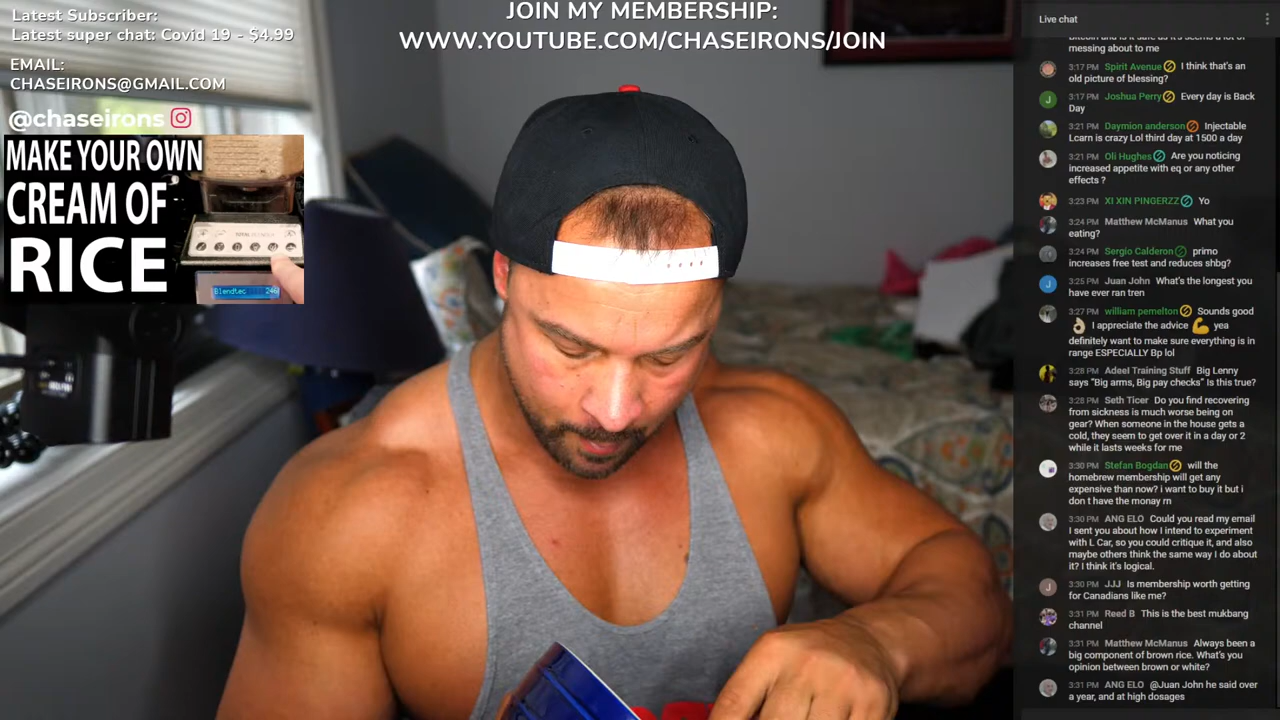 Latest Subscriber:
Latest super chat: Covid 19 - $4.99
EMAIL:
CHASEIRONS@GMAIL.COM
@chaseirons
MAKE YOUR OWN
CREAM OF
RICE
TOTAL BLENDER
Blendtec 240
JOIN MY MEMBERSHIP:
WWW.YOUTUBE.COM/CHASEIRONS/JOIN
Live chat
messing about to me
3:17 PM Spirit Avenue I think that's an
old picture of blessing?
3:17 PM Joshua Perry Every day is Back
Day
3:21 PM Daymion anderson Injectable
Lcarn is crazy Lol third day at 1500 a day
3:21 PM Oli Hughes Are you noticing
increased appetite with eq or any other
effects ?
3:23 PM XI XIN PINGERZZ Yo
3:24 PM Matthew McManus What you
eating?
3:24 PM Sergio Calderon primo
increases free test and reduces shbg?
3:25 PM Juan John What's the longest you
have ever ran tren
3:27 PM william pemelton Sounds good
👌🏼 I appreciate the advice 💪 yea
definitely want to make sure everything is in
range ESPECIALLY Bp lol
3:28 PM Adeel Training Stuff Big Lenny
says "Big arms, Big pay checks" Is this true?
3:28 PM Seth Ticer Do you find recovering
from sickness is much worse being on
gear? When someone in the house gets a
cold, they seem to get over it in a day or 2
while it lasts weeks for me
3:30 PM Stefan Bogdan will the
homebrew membership will get any
expensive than now? i want to buy it but i
don t have the monay rn
3:30 PM ANG ELO Could you read my email
I sent you about how I intend to experiment
with L Car, so you could critique it, and also
maybe others think the same way I do about
it? I think it's logical.
3:30 PM JJJ Is membership worth getting
for Canadians like me?
3:31 PM Reed B This is the best mukbang
channel
3:31 PM Matthew McManus Always been a
big component of brown rice. What's you
opinion between brown or white?
3:31 PM ANG ELO @Juan John he said over
a year, and at high dosages